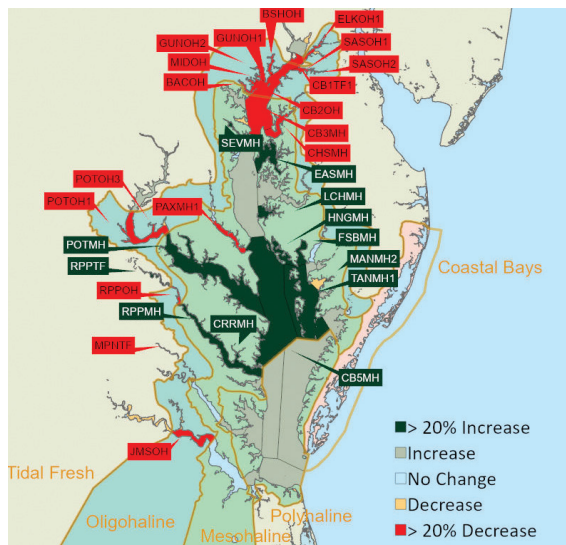 BSHOH
ELKOH1
GUNOH2
GUNOH1
SASOH1
MIDOH
SASOH2
BACOH
CB1TF1
CB2OH
CB3MH
SEVMH
CHSMH
EASMH
POTOH3
LCHMH
POTOH1
PAXMH1
HNGMH
POTMH
FSBMH
RPPTF
MANMH2
Coastal Bays
TANMH1
RPPOH
RPPMH
CRRMH
MPNTF
CB5MH
> 20% Increase
Increase
JMSOH
No Change
Tidal Fresh
Decrease
Polyhaline
Oligohaline
> 20% Decrease
Mesohaline